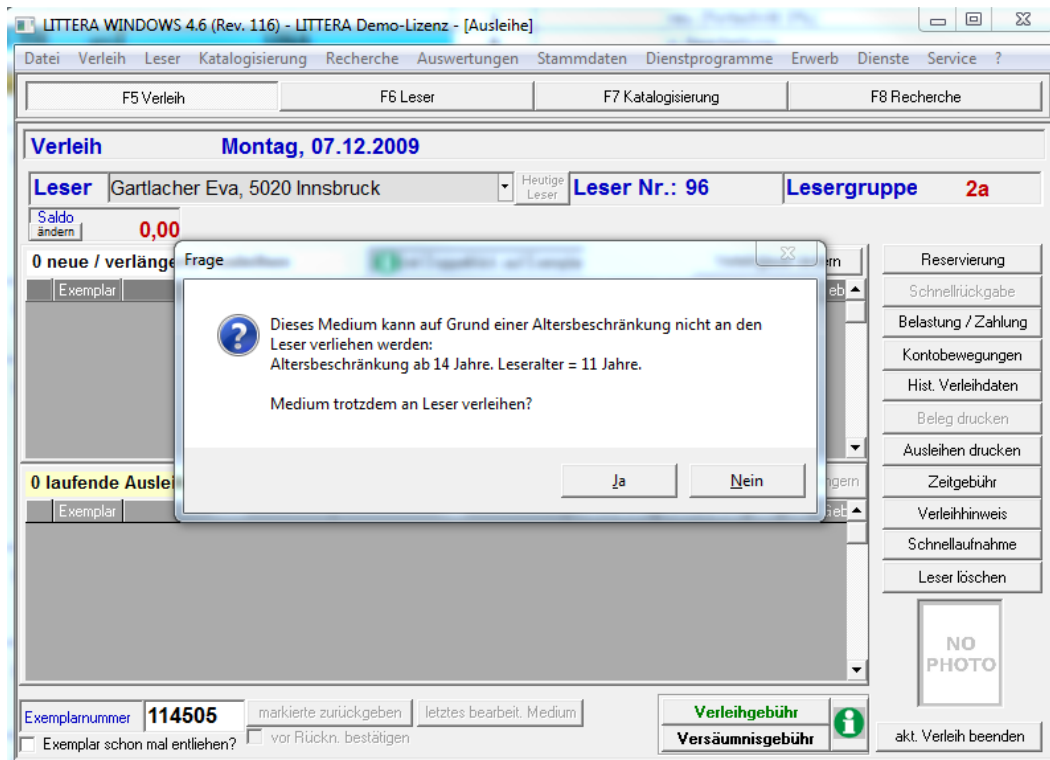 LITTERA WINDOWS 4.6 (Rev. 116) - LITTERA Demo-Lizenz - [Ausleihe]
Datei Verleih Leser Katalogisierung Recherche Auswertungen Stammdaten Dienstprogramme Erwerb Dienste Service ?
F5 Verleih F6 Leser F7 Katalogisierung F8 Recherche
Verleih Montag, 07.12.2009
Leser Gartlacher Eva, 5020 Innsbruck Heutige Leser Leser Nr.: 96 Lesergruppe 2a
Saldo
ändern 0,00
0 neue / verlänge
Exemplar
Frage
Dieses Medium kann auf Grund einer Altersbeschränkung nicht an den
Leser verliehen werden:
Altersbeschränkung ab 14 Jahre. Leseralter = 11 Jahre.
Medium trotzdem an Leser verleihen?
Ja Nein
0 laufende Auslei
Exemplar
Reservierung
Schnellrückgabe
Belastung / Zahlung
Kontobewegungen
Hist. Verleihdaten
Beleg drucken
Ausleihen drucken
Zeitgebühr
Verleihhinweis
Schnellaufnahme
Leser löschen
NO
PHOTO
Exemplarnummer 114505 markierte zurückgeben letztes bearbeit. Medium Verleihgebühr
Exemplar schon mal entliehen? vor Rückn. bestätigen Versäumnisgebühr
akt. Verleih beenden